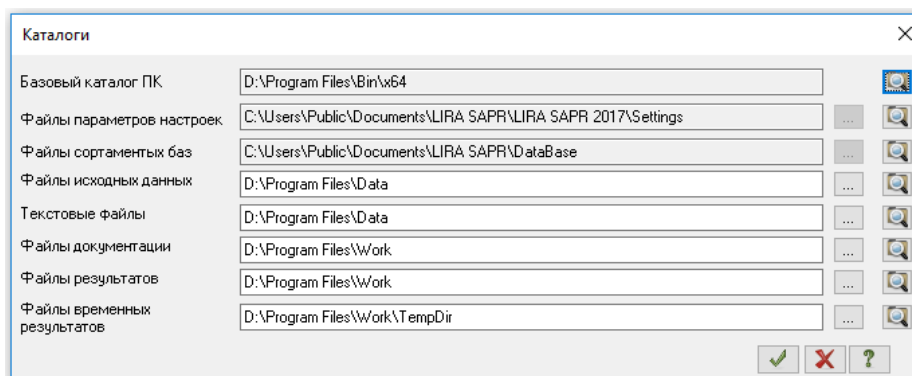 Каталоги
Базовый каталог ПК D:\Program Files\Bin\x64
Файлы параметров настроек C:\Users\Public\Documents\LIRA SAPR\LIRA SAPR 2017\Settings ...
Файлы сортаментых баз C:\Users\Public\Documents\LIRA SAPR\DataBase ...
Файлы исходных данных D:\Program Files\Data ...
Текстовые файлы D:\Program Files\Data ...
Файлы документации D:\Program Files\Work ...
Файлы результатов D:\Program Files\Work ...
Файлы временных
результатов D:\Program Files\Work\TempDir ...
?